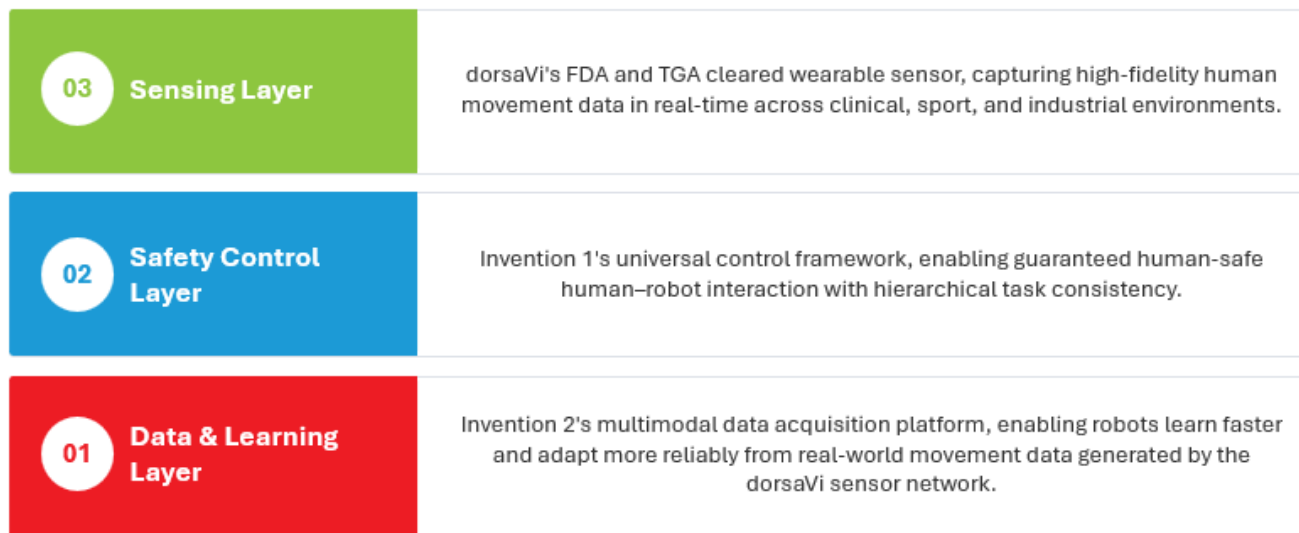 03
Sensing Layer
dorsaVi's FDA and TGA cleared wearable sensor, capturing high-fidelity human
movement data in real-time across clinical, sport, and industrial environments.
02
Safety Control
Layer
Invention 1's universal control framework, enabling guaranteed human-safe
human–robot interaction with hierarchical task consistency.
01
Data & Learning
Layer
Invention 2's multimodal data acquisition platform, enabling robots learn faster
and adapt more reliably from real-world movement data generated by the
dorsaVi sensor network.